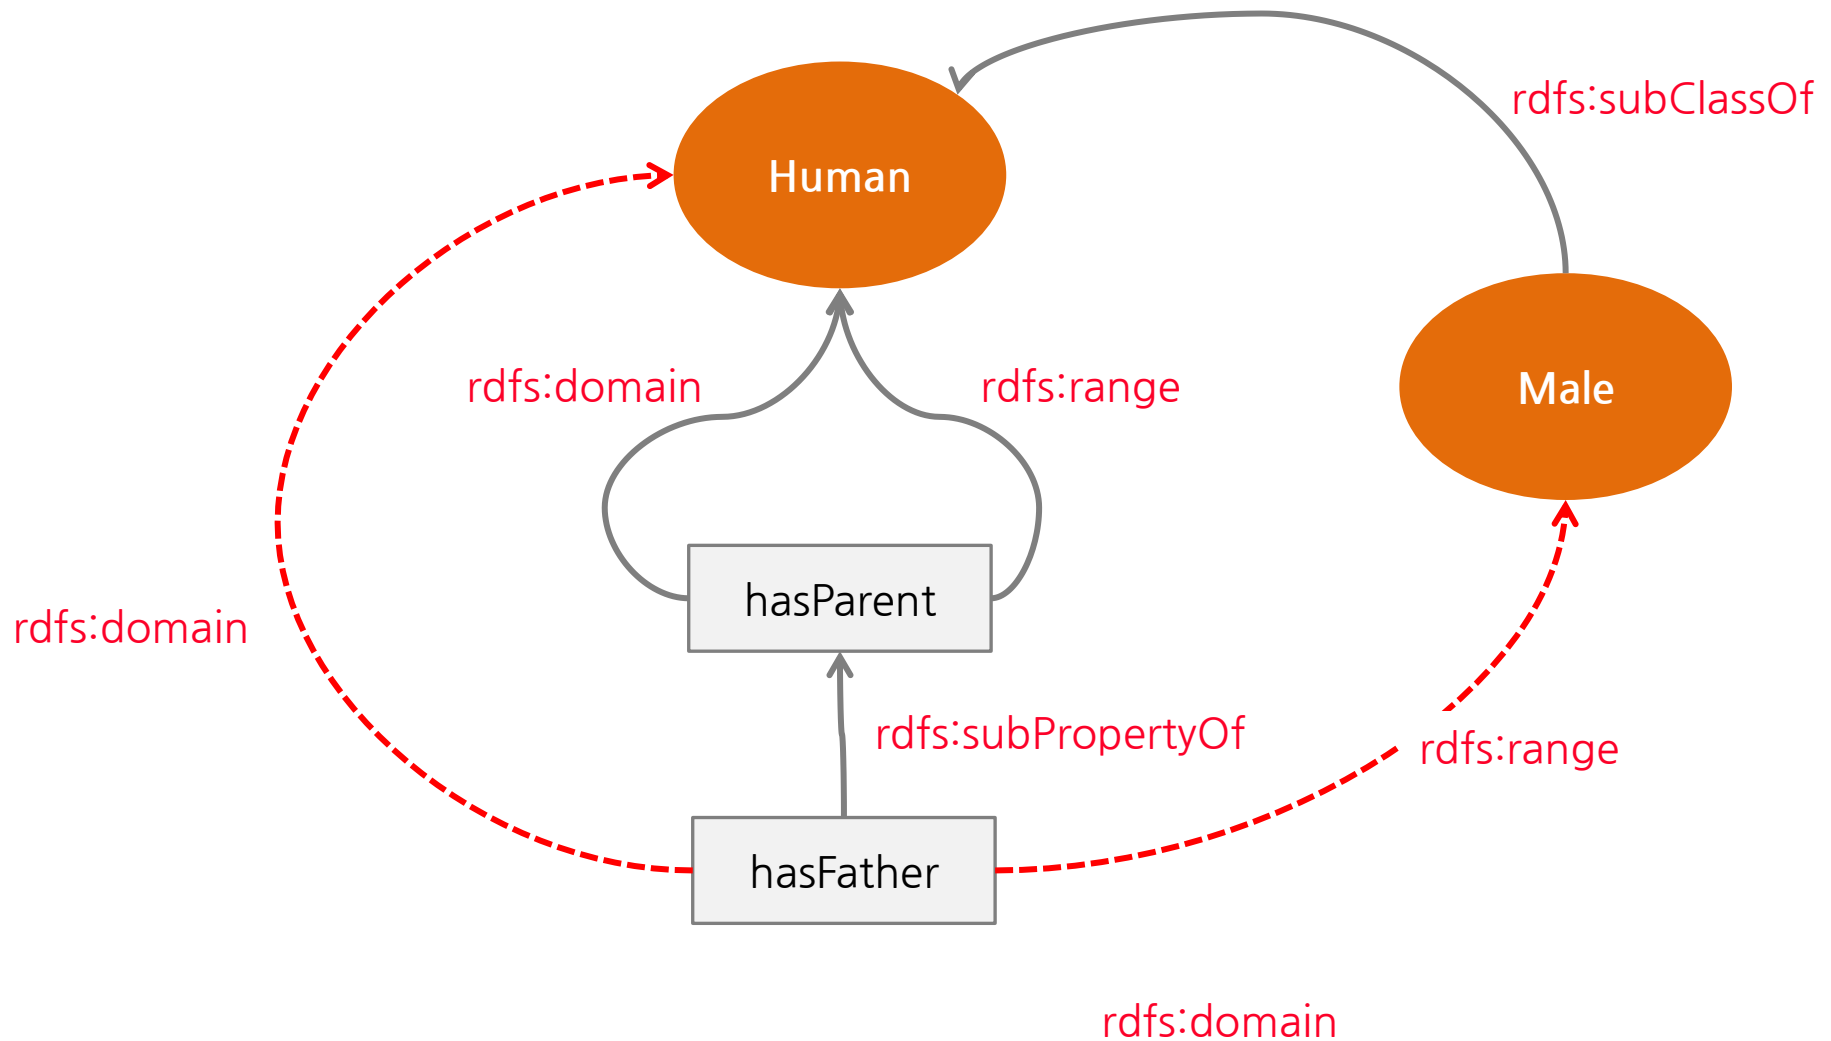 rdfs:subClassOf
Human
rdfs:domain
rdfs:range
Male
hasParent
rdfs:domain
rdfs:subPropertyOf
rdfs:range
hasFather
rdfs:domain